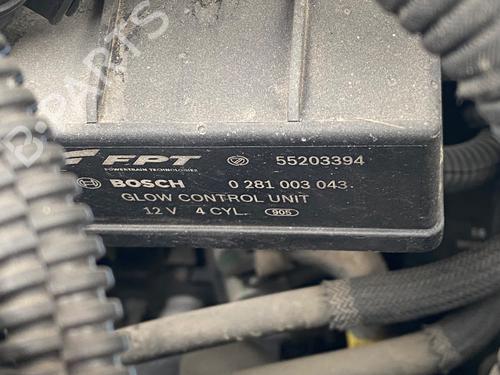 FPT 55203394
POWERTRAIN TECHNOLOGIES
BOSCH 0 281 003 043
GLOW CONTROL UNIT
12 V 4 CYL. 905
B-PARTS